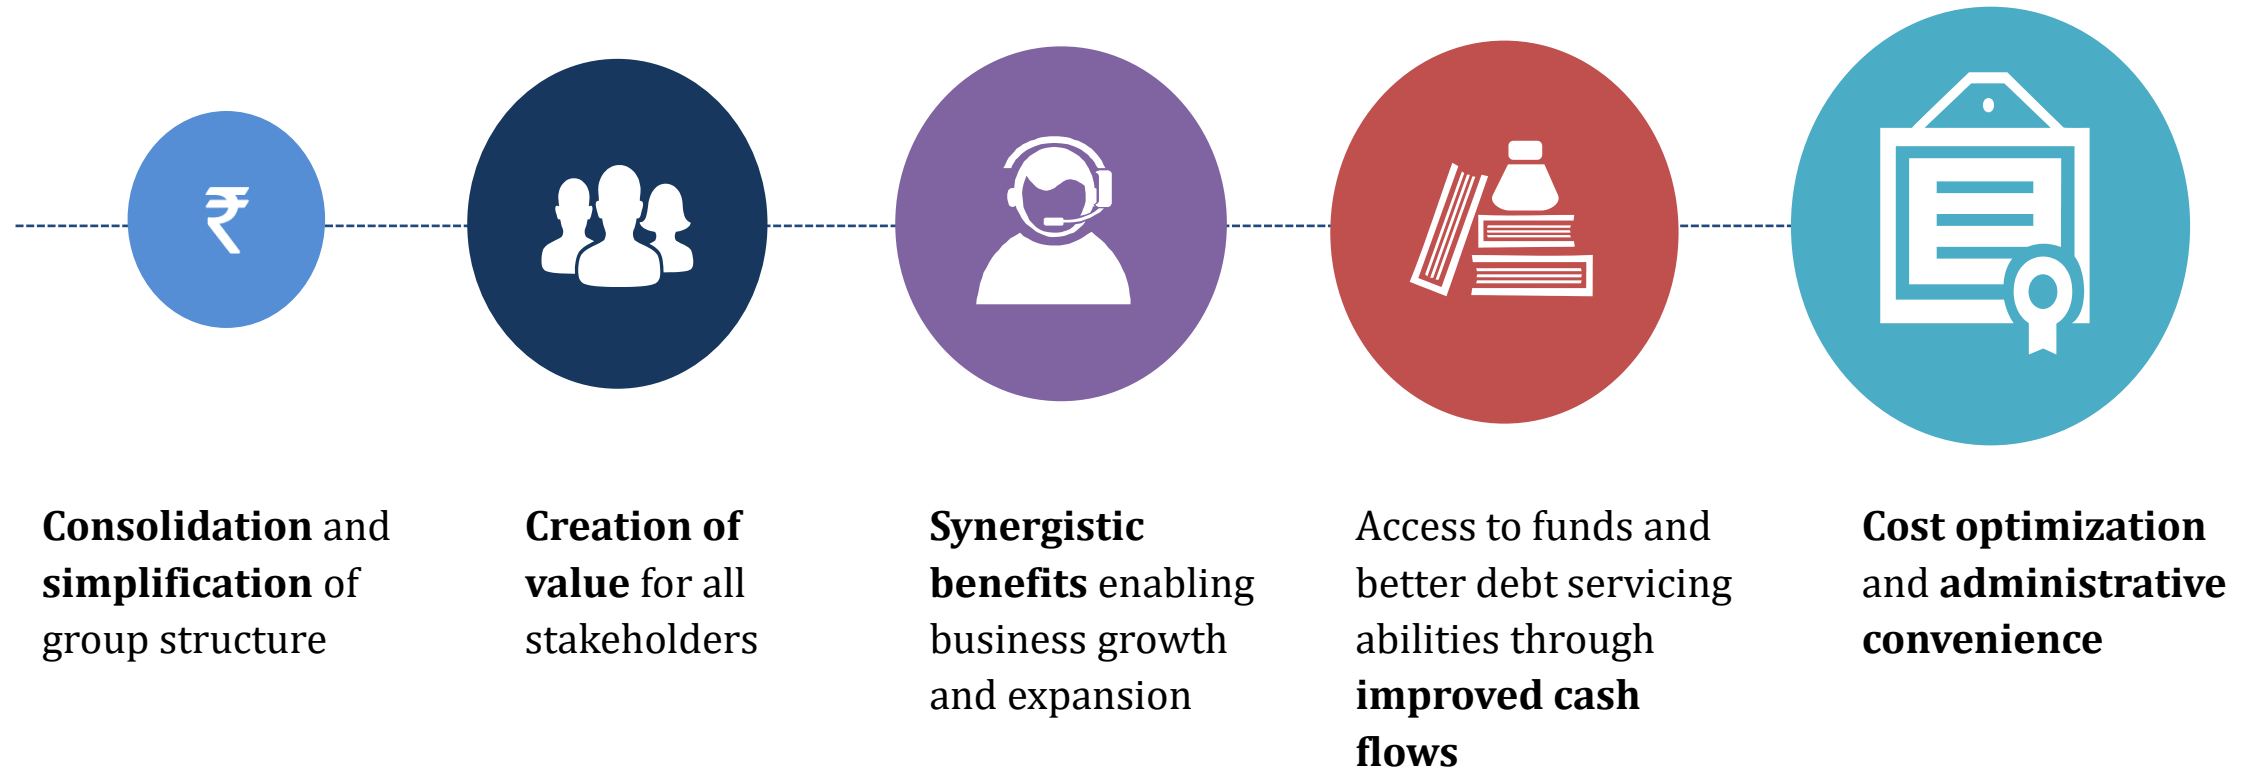 ₹
Consolidation and
simplification of
group structure
Creation of
value for all
stakeholders
Synergistic
benefits enabling
business growth
and expansion
Access to funds and
better debt servicing
abilities through
improved cash
flows
Cost optimization
and administrative
convenience